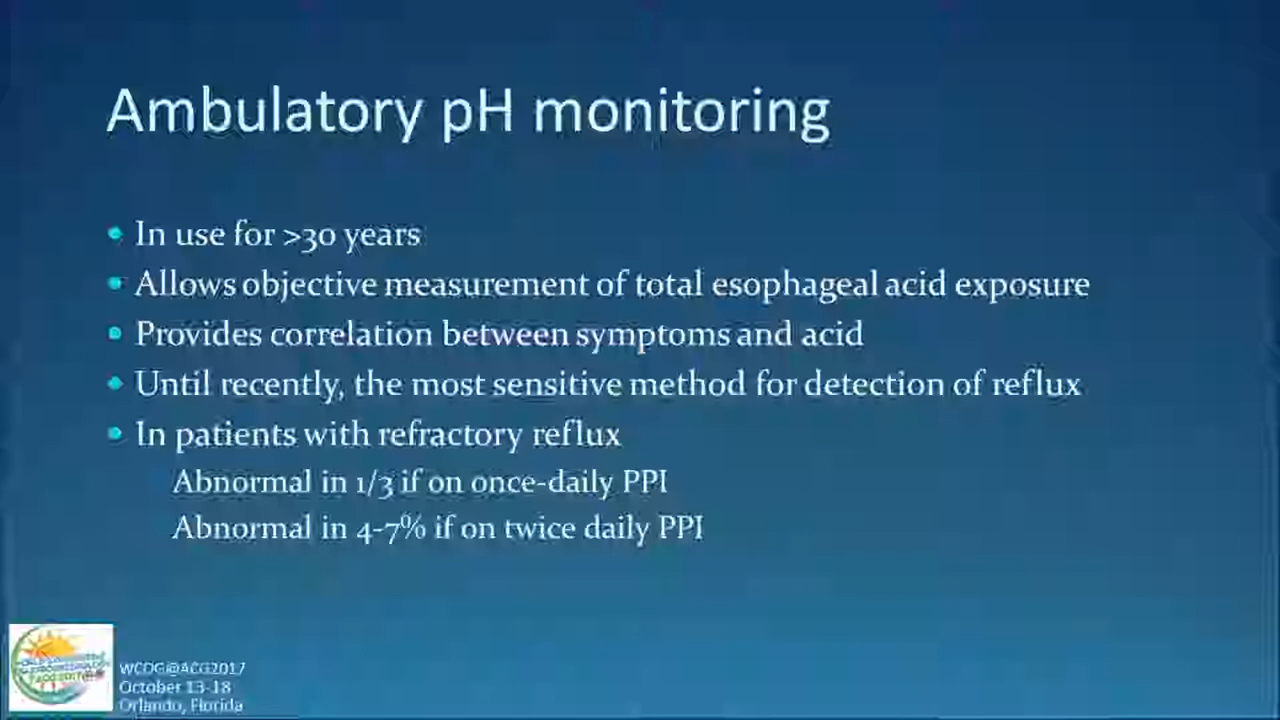 Ambulatory pH monitoring
In use for >30 years
Allows objective measurement of total esophageal acid exposure
Provides correlation between symptoms and acid
Until recently, the most sensitive method for detection of reflux
In patients with refractory reflux
Abnormal in 1/3 if on once-daily PPI
Abnormal in 4-7% if on twice daily PPI
WCOG@ACG2017
October 13-18
Orlando, Florida